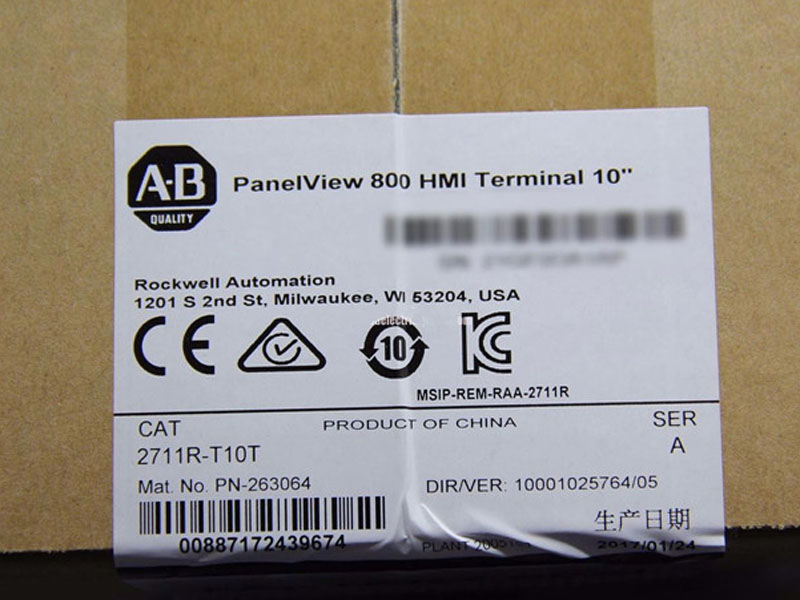 A-B
QUALITY
PanelView 800 HMI Terminal 10"
Rockwell Automation
1201 S 2nd St, Milwaukee, WI 53204, USA
CE
10
MSIP-REM-RAA-2711R
CAT
PRODUCT OF CHINA
SER
2711R-T10T
A
Mat. No. PN-263064
DIR/VER: 10001025764/05
00887172439674
生产日期
PLANT
2017/01/24